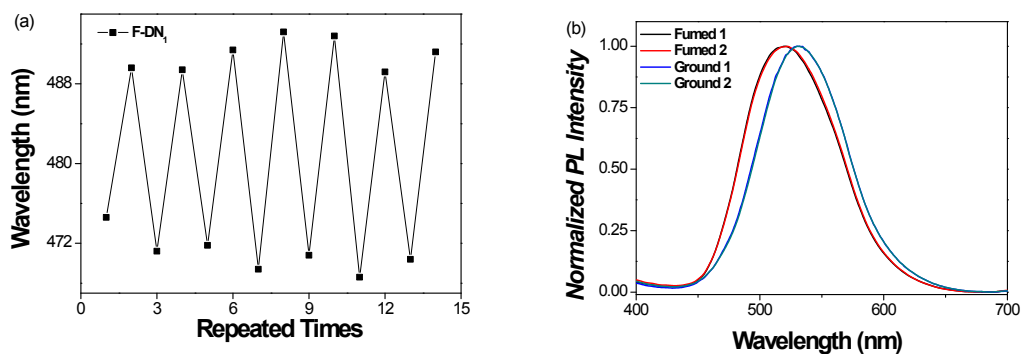 (a)
F-DN1
488
480
472
Wavelength (nm)
0 3 6 9 12 15
Repeated Times
(b)
Fumed 1
Fumed 2
Ground 1
Ground 2
1.00
0.75
0.50
0.25
0.00
Normalized PL Intensity
400 500 600 700
Wavelength (nm)